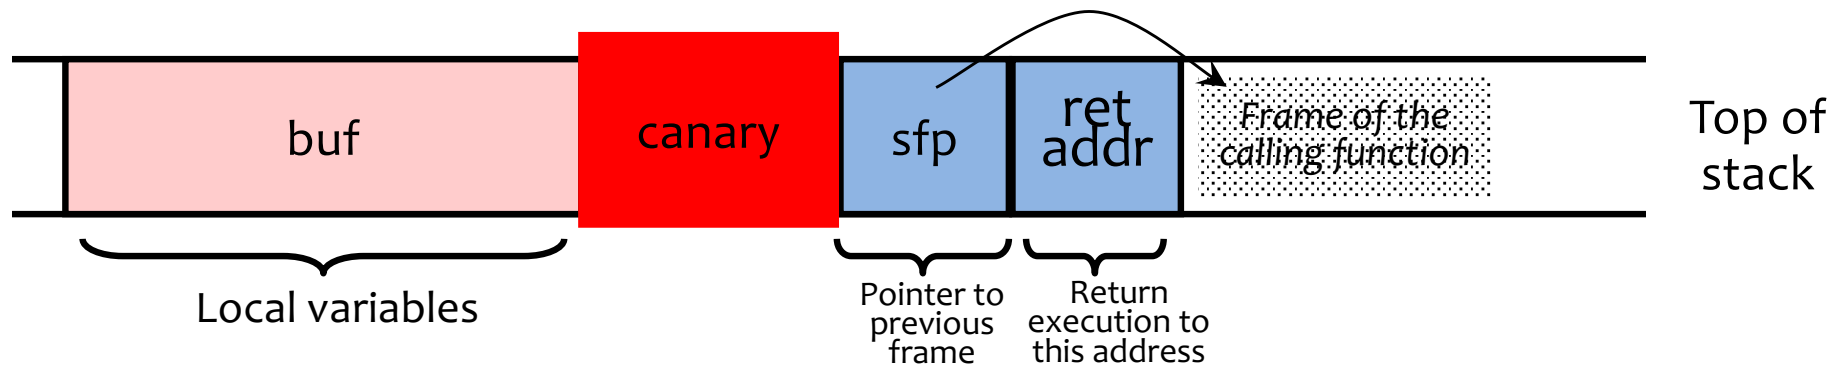 buf
canary
sfp
ret
addr
Frame of the
calling function
Top of
stack
Local variables
Pointer to
previous
frame
Return
execution to
this address